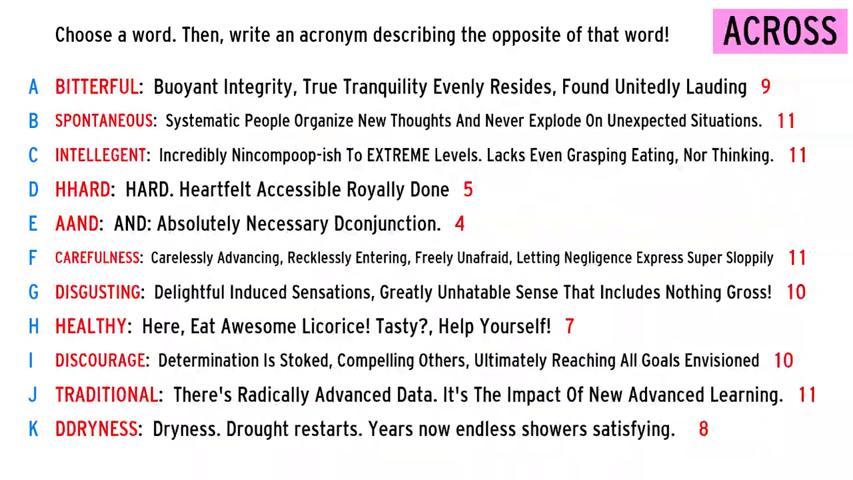 Choose a word. Then, write an acronym describing the opposite of that word!
ACROSS
A BITTERFUL: Buoyant Integrity, True Tranquility Evenly Resides, Found Unitedly Lauding 9
B SPONTANEOUS: Systematic People Organize New Thoughts And Never Explode On Unexpected Situations. 11
C INTELLEGENT: Incredibly Nincompoop-ish To EXTREME Levels. Lacks Even Grasping Eating, Nor Thinking. 11
D HHARD: HARD. Heartfelt Accessible Royally Done 5
E AAND: AND: Absolutely Necessary Dconjunction. 4
F CAREFULNESS: Carelessly Advancing, Recklessly Entering, Freely Unafraid, Letting Negligence Express Super Sloppily 11
G DISGUSTING: Delightful Induced Sensations, Greatly Unhatable Sense That Includes Nothing Gross! 10
H HEALTHY: Here, Eat Awesome Licorice! Tasty?, Help Yourself! 7
I DISCOURAGE: Determination Is Stoked, Compelling Others, Ultimately Reaching All Goals Envisioned 10
J TRADITIONAL: There's Radically Advanced Data. It's The Impact Of New Advanced Learning. 11
K DDRYNESS: Dryness. Drought restarts. Years now endless showers satisfying. 8